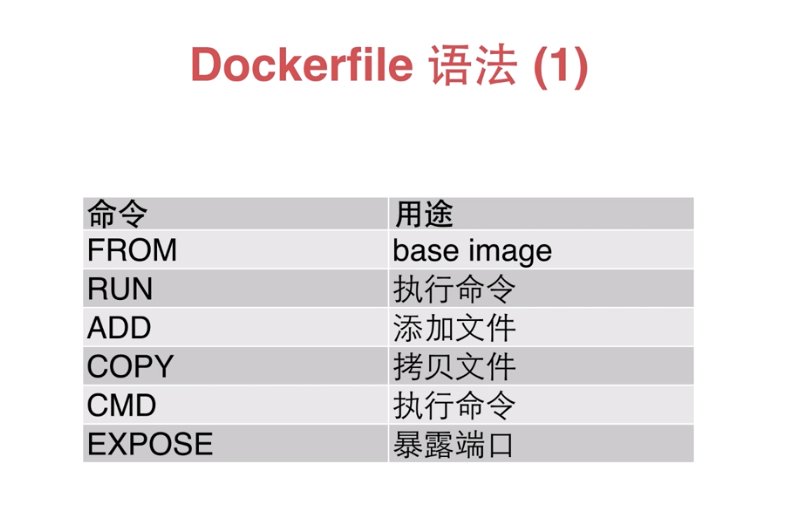 Dockerfile 语法 (1)
命令 用途
FROM base image
RUN 执行命令
ADD 添加文件
COPY 拷贝文件
CMD 执行命令
EXPOSE 暴露端口